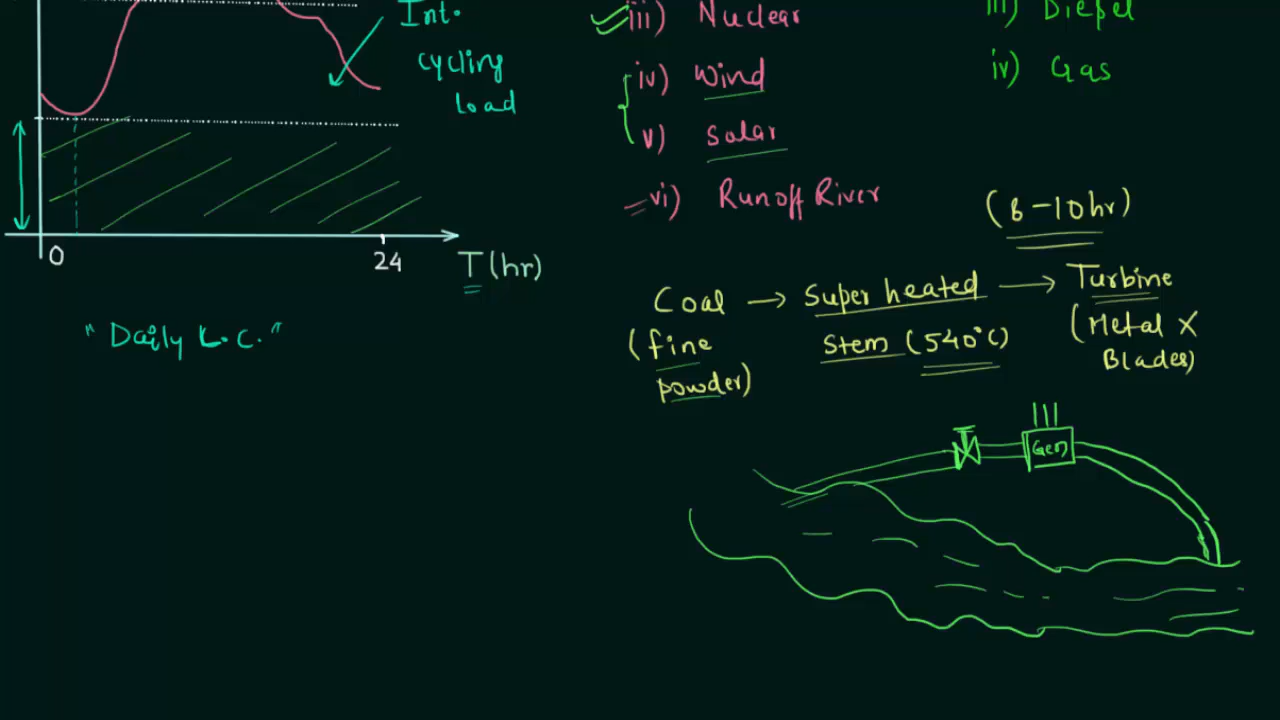 Int.
cycling
load
0
24
T(hr)
"Daily L.C."
iii) Nuclear
iv) Wind
v) Solar
vi) Runoff River
iii) Diesel
iv) Gas
(8-10hr)
Coal → Super heated → Turbine
(fine
powder)
Stem (540°C)
(Metal X
Blades)
Gen